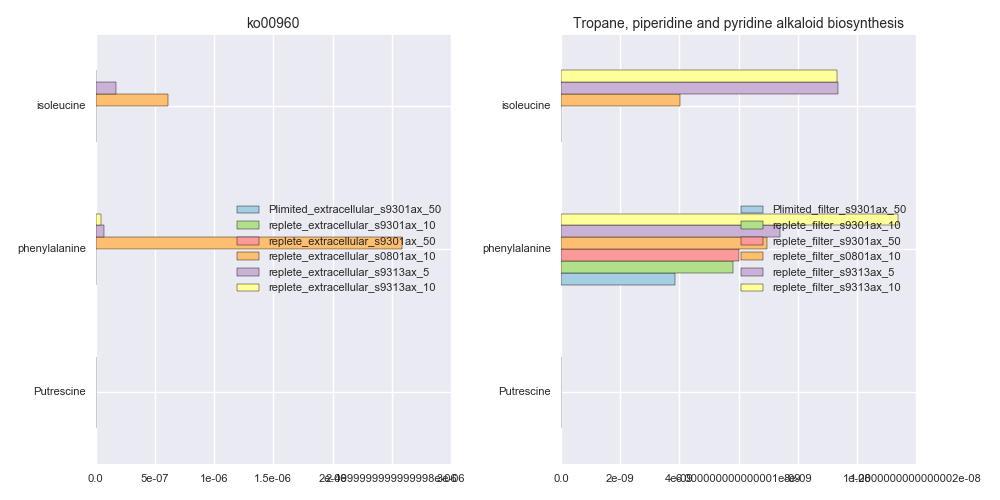 ko00960
Tropane, piperidine and pyridine alkaloid biosynthesis
isoleucine
phenylalanine
Putrescine
Plimited_extracellular_s9301ax_50
replete_extracellular_s9301ax_10
replete_extracellular_s9301ax_50
replete_extracellular_s0801ax_10
replete_extracellular_s9313ax_5
replete_extracellular_s9313ax_10
0.0 5e-07 1e-06 1.5e-06 3e-06
isoleucine
phenylalanine
Putrescine
Plimited_filter_s9301ax_50
replete_filter_s9301ax_10
replete_filter_s9301ax_50
replete_filter_s0801ax_10
replete_filter_s9313ax_5
replete_filter_s9313ax_10
0.0 2e-09